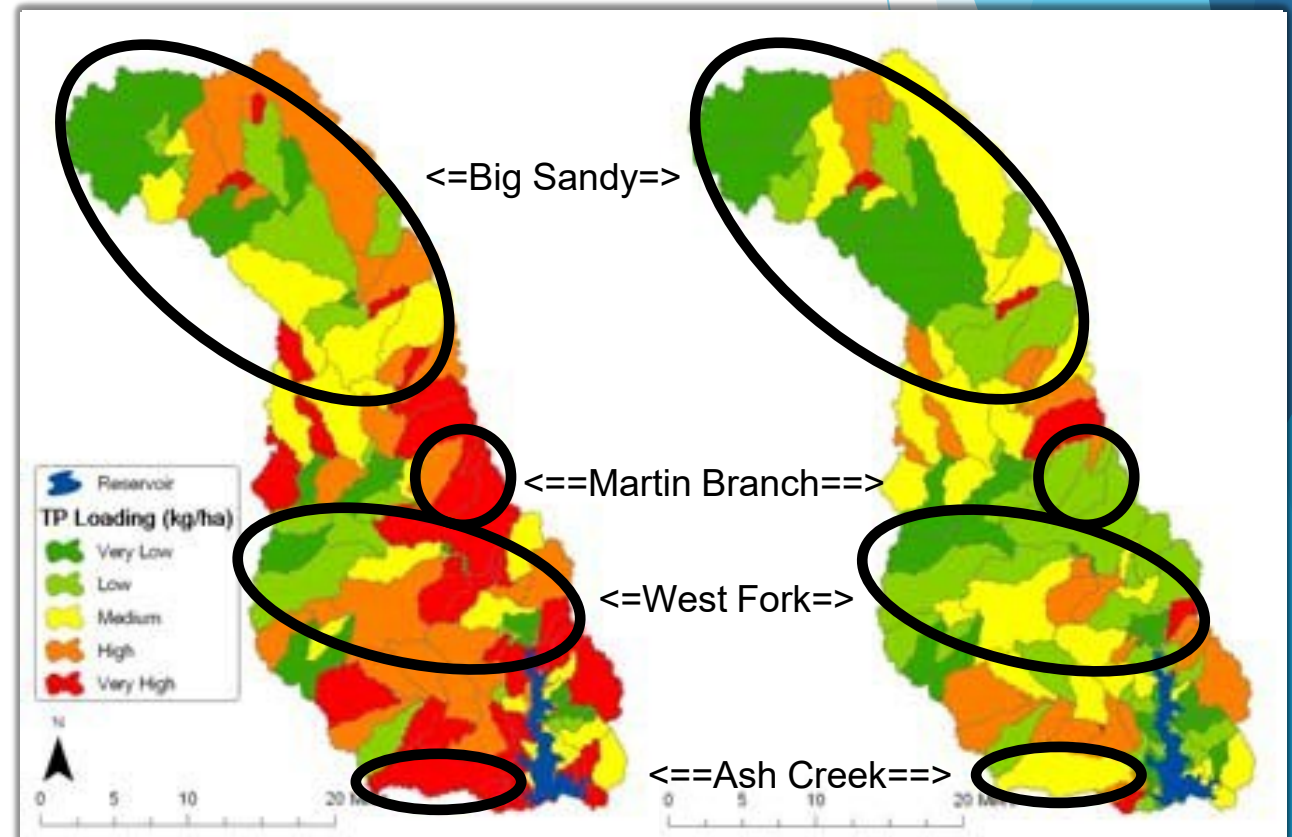 <=Big Sandy=>
<==Martin Branch==>
<=West Fork=>
<==Ash Creek==>
Reservoir
TP Loading (kg/ha)
Very Low
Low
Medium
High
Very High
N
0 5 10 20
0 5 10 20